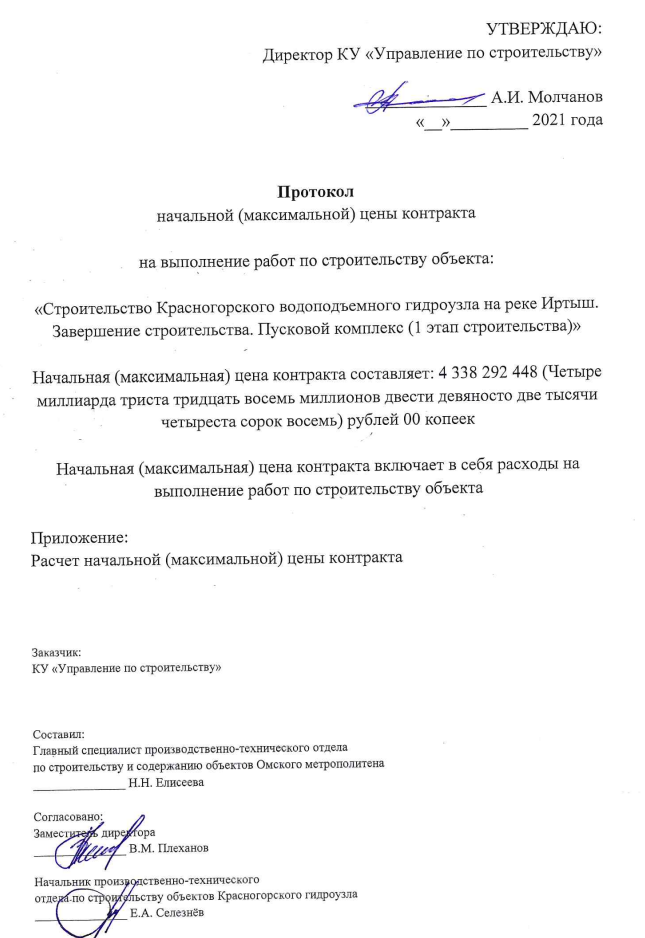 УТВЕРЖДАЮ:
Директор КУ «Управление по строительству»
_______________ А.И. Молчанов
«__»_________ 2021 года
Протокол
начальной (максимальной) цены контракта
на выполнение работ по строительству объекта:
«Строительство Красногорского водоподъемного гидроузла на реке Иртыш.
Завершение строительства. Пусковой комплекс (1 этап строительства)»
Начальная (максимальная) цена контракта составляет: 4 338 292 448 (Четыре
миллиарда триста тридцать восемь миллионов двести девяносто две тысячи
четыреста сорок восемь) рублей 00 копеек
Начальная (максимальная) цена контракта включает в себя расходы на
выполнение работ по строительству объекта
Приложение:
Расчет начальной (максимальной) цены контракта
Заказчик:
КУ «Управление по строительству»
Составил:
Главный специалист производственно-технического отдела
по строительству и содержанию объектов Омского метрополитена
_______________ Н.Н. Елисеева
Согласовано:
Заместитель директора
_______________ В.М. Плеханов
Начальник производственно-технического
отдела по строительству объектов Красногорского гидроузла
_______________ Е.А. Селезнёв